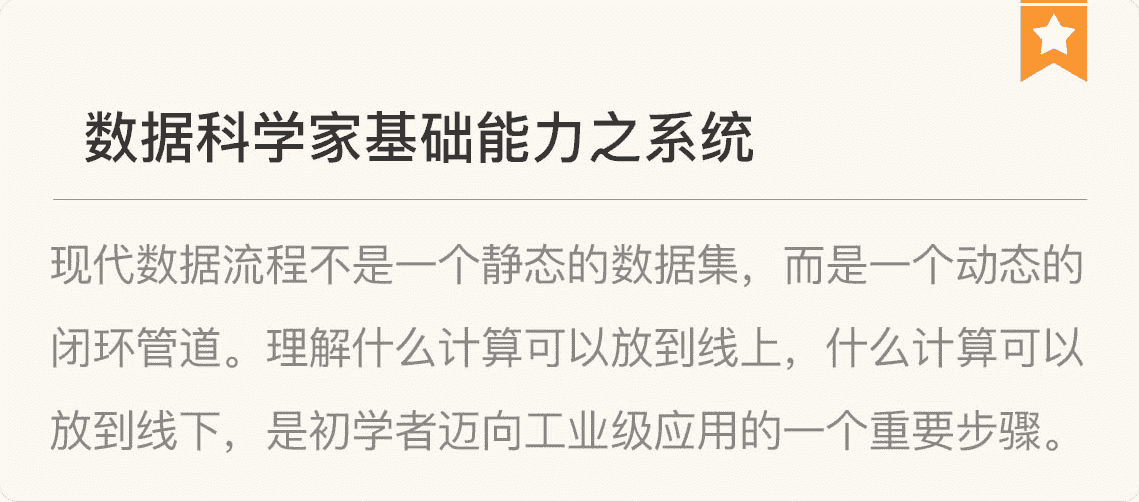 数据科学家基础能力之系统
现代数据流程不是一个静态的数据集，而是一个动态的
闭环管道。理解什么计算可以放到线上，什么计算可以
放到线下，是初学者迈向工业级应用的一个重要步骤。